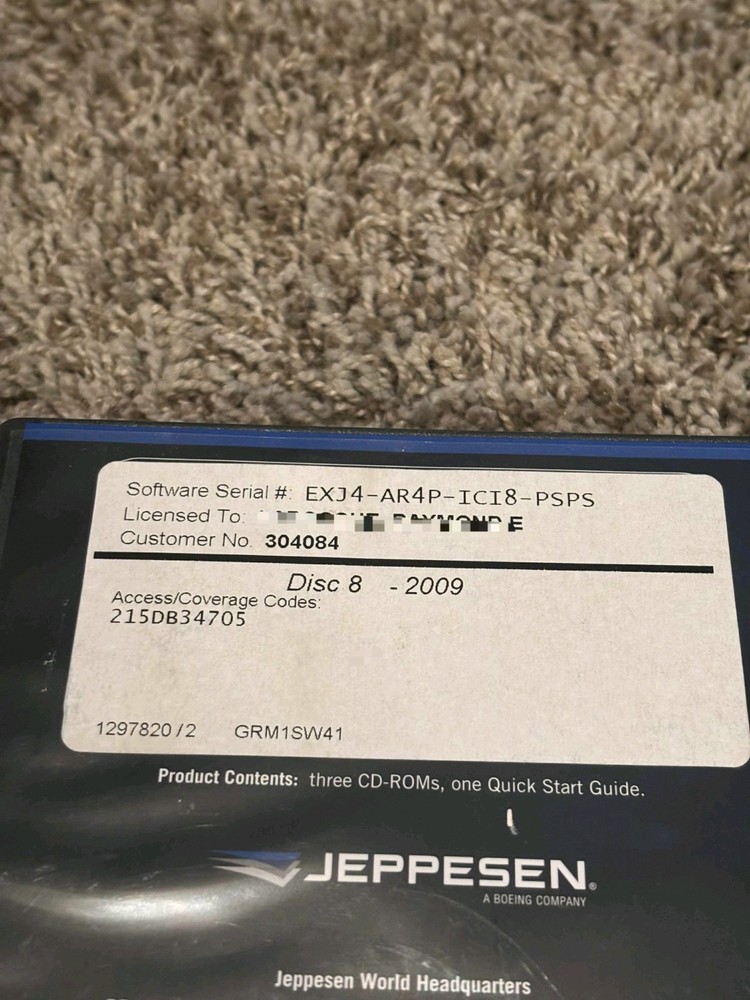 Software Serial #: EXJ4-AR4P-ICI8-PSPS
Licensed To: RAYMOND E
Customer No. 304084
Disc 8 - 2009
Access/Coverage Codes:
215DB34705
1297820/2 GRM1SW41
Product Contents: three CD-ROMs, one Quick Start Guide.
JEPPESEN®
A BOEING COMPANY
Jeppesen World Headquarters